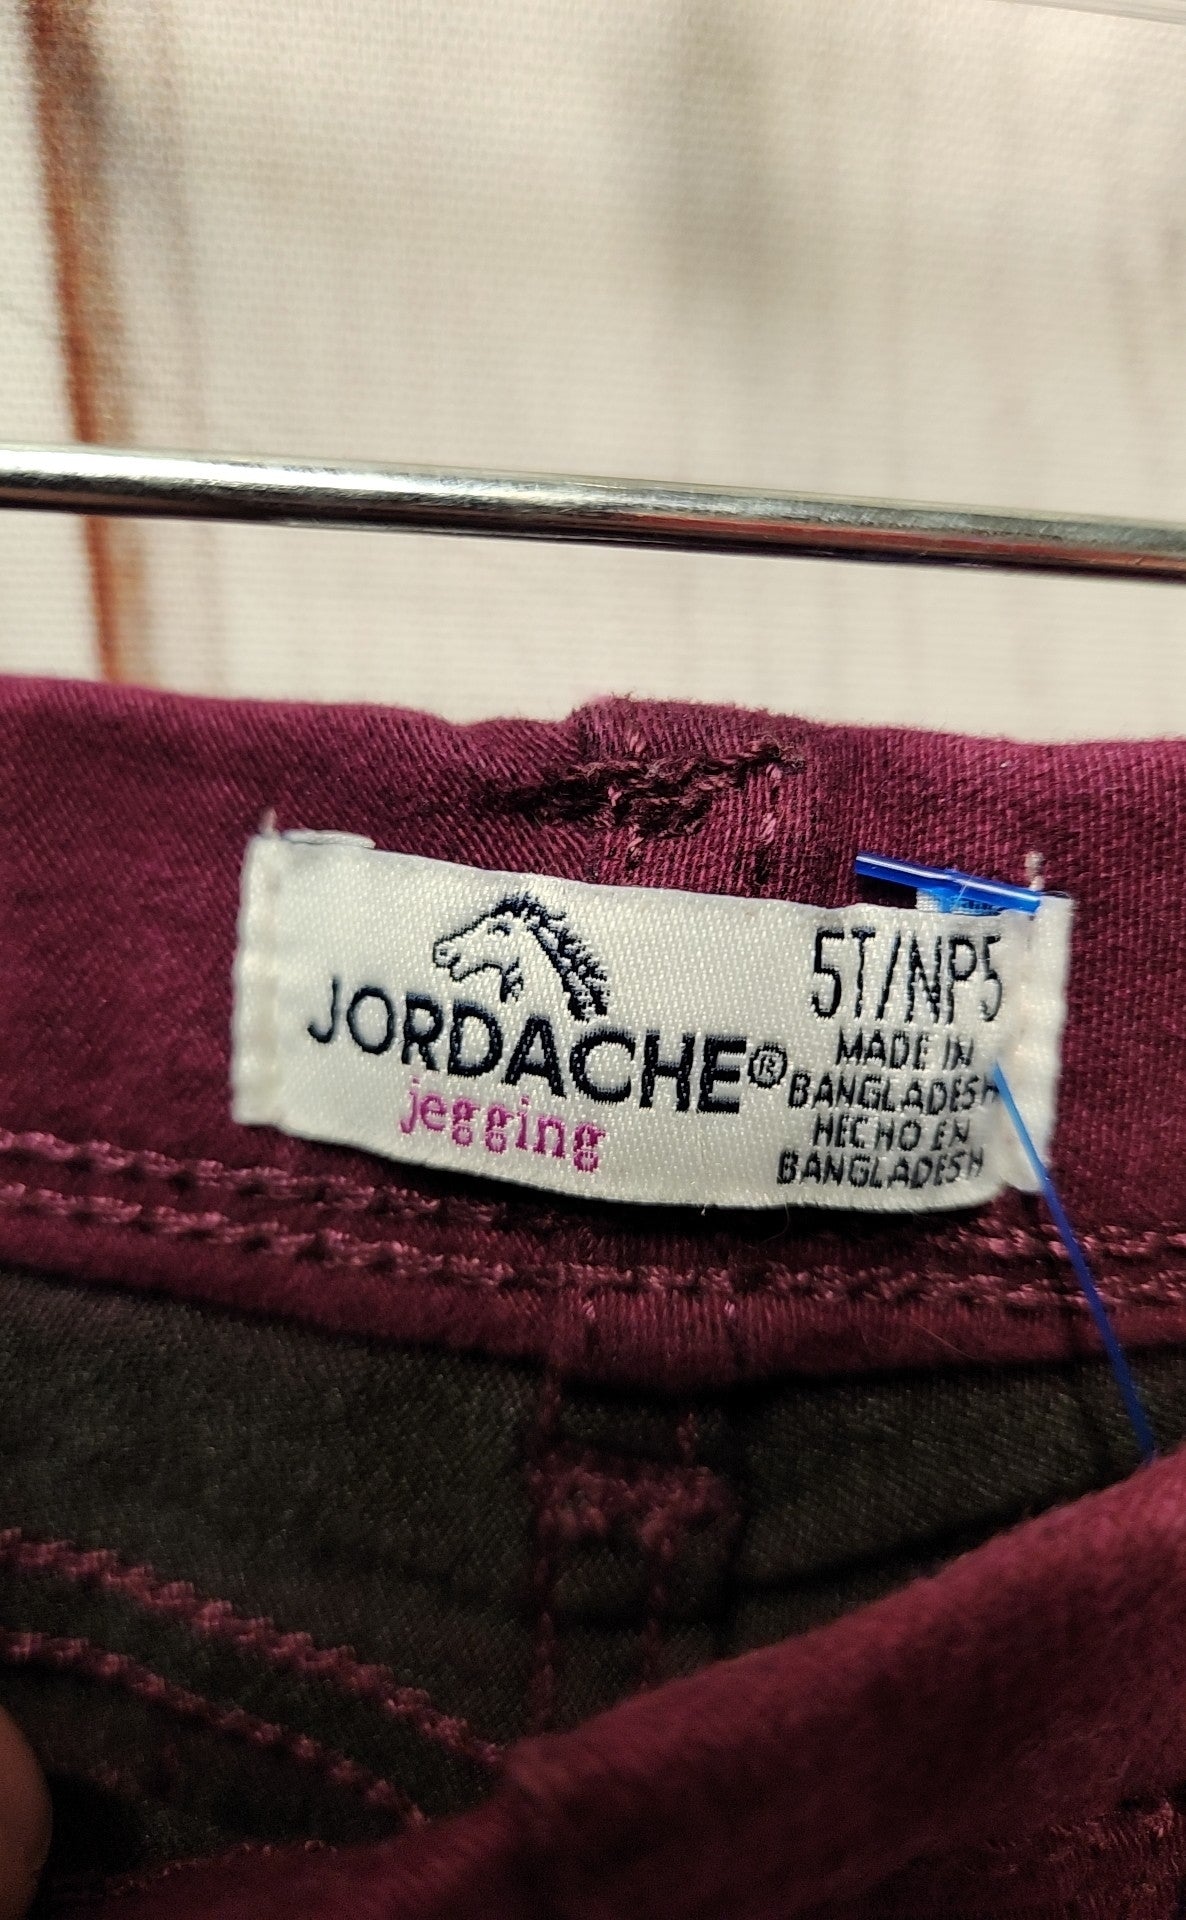 JORDACHE®
jegging
5T/NP5
MADE IN
BANGLADESH
HECHO EN
BANGLADESH